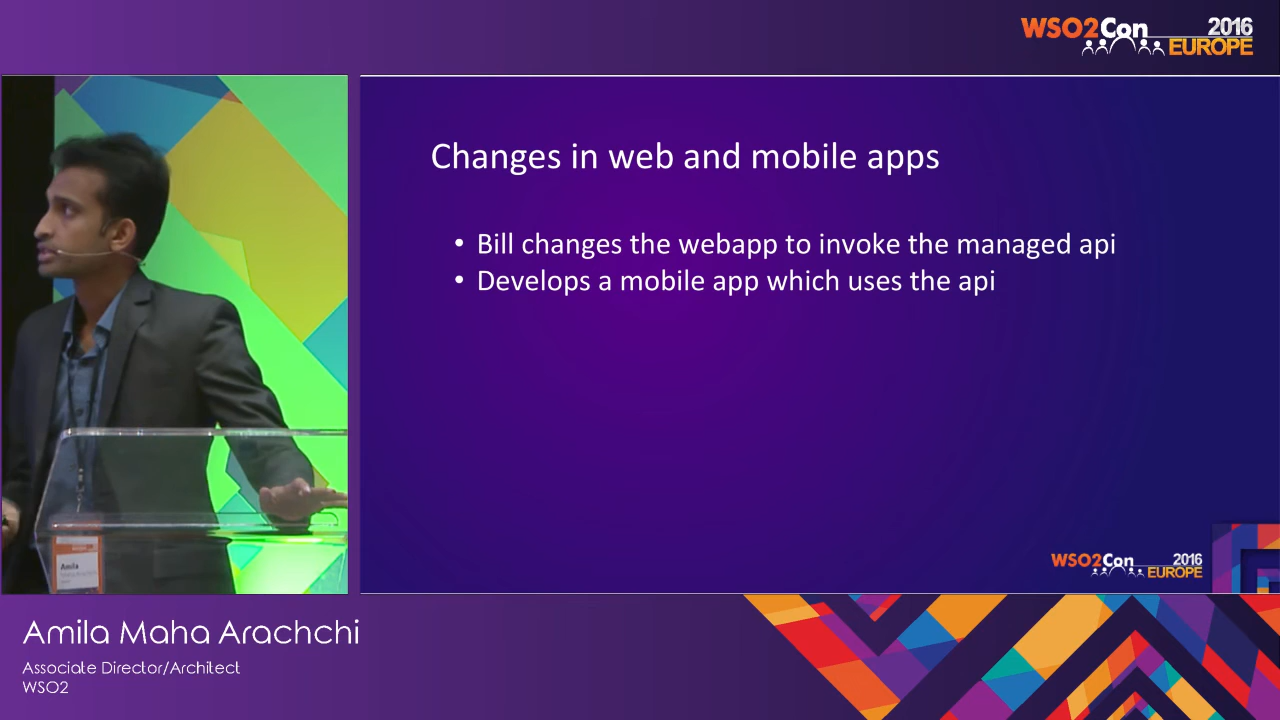 WSO2Con 2016
EUROPE
Changes in web and mobile apps
• Bill changes the webapp to invoke the managed api
• Develops a mobile app which uses the api
Amila
WSO2Con 2016
EUROPE
Amila Maha Arachchi
Associate Director/Architect
WSO2